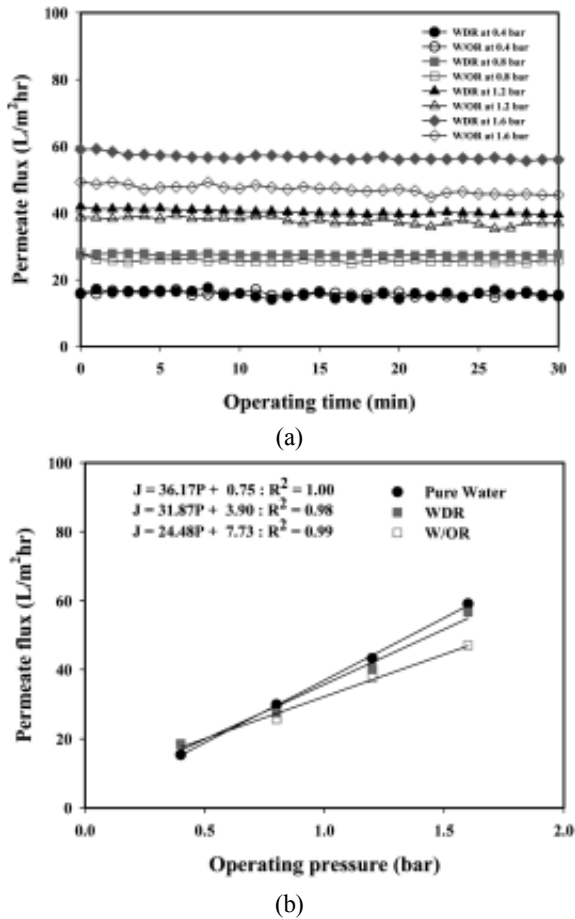 100
80
60
40
20
0
Permeate flux (L/m²hr)
WDR at 0.4 bar
W/OR at 0.4 bar
WDR at 0.8 bar
W/OR at 0.8 bar
WDR at 1.2 bar
W/OR at 1.2 bar
WDR at 1.6 bar
W/OR at 1.6 bar
0 5 10 15 20 25 30
Operating time (min)
(a)
100
80
60
40
20
0
Permeate flux (L/m²hr)
J = 36.17P + 0.75 : R² = 1.00
J = 31.87P + 3.90 : R² = 0.98
J = 24.48P + 7.73 : R² = 0.99
Pure Water
WDR
W/OR
0.0 0.5 1.0 1.5 2.0
Operating pressure (bar)
(b)